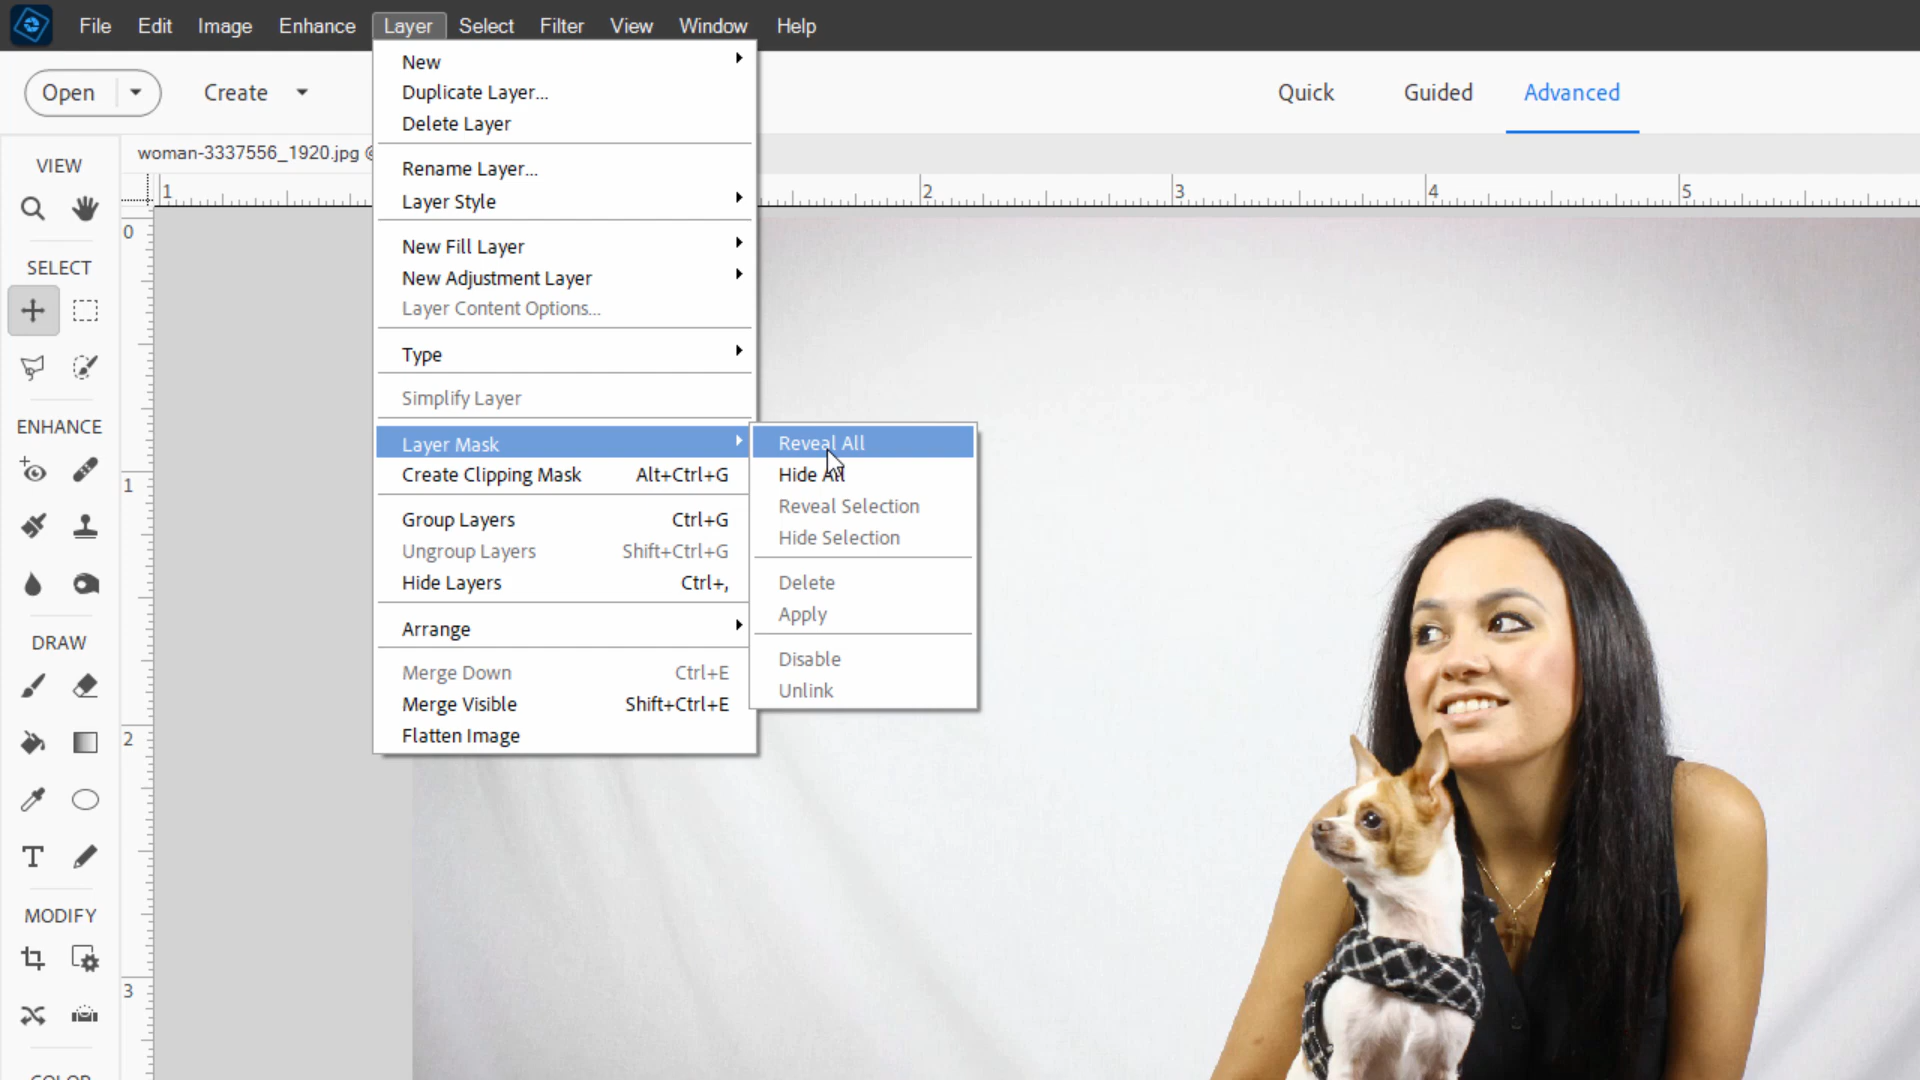 File Edit Image Enhance Layer Select Filter View Window Help
Open Create Quick Guided Advanced
woman-3337556_1920.jpg @
1 2 3 4 5
0
1
2
3
VIEW
SELECT
ENHANCE
DRAW
MODIFY
COLOR
New
Duplicate Layer...
Delete Layer
Rename Layer...
Layer Style
New Fill Layer
New Adjustment Layer
Layer Content Options...
Type
Simplify Layer
Layer Mask
Create Clipping Mask Alt+Ctrl+G
Group Layers Ctrl+G
Ungroup Layers Shift+Ctrl+G
Hide Layers Ctrl+,
Arrange
Merge Down Ctrl+E
Merge Visible Shift+Ctrl+E
Flatten Image
Reveal All
Hide All
Reveal Selection
Hide Selection
Delete
Apply
Disable
Unlink